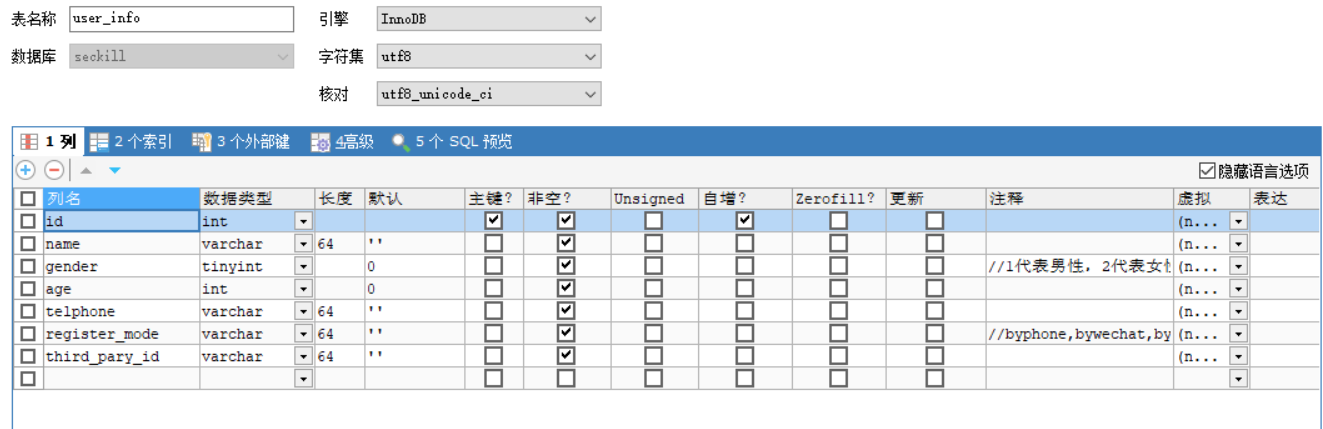 表名称 user_info 引擎 InnoDB
数据库 seckill 字符集 utf8
核对 utf8_unicode_ci
1 列 2 个索引 3 个外部键 4高级 5 个 SQL 预览
隐藏语言选项
列名 数据类型 长度 默认 主键? 非空? Unsigned 自增? Zerofill? 更新 注释 虚拟 表达
id int (n...
name varchar 64 '' (n...
gender tinyint 0 //1代表男性, 2代表女 (n...
age int 0 (n...
telphone varchar 64 '' (n...
register_mode varchar 64 '' //byphone,bywechat,by (n...
third_pary_id varchar 64 '' (n...